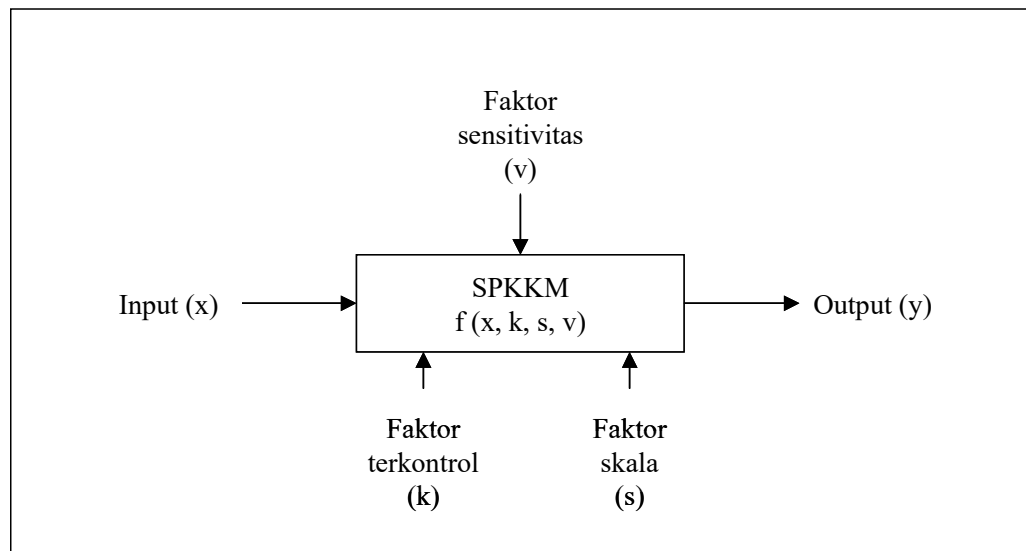 Faktor
sensitivitas
(v)
Input (x)
SPKKM
f (x, k, s, v)
Output (y)
Faktor
terkontrol
(k)
Faktor
skala
(s)